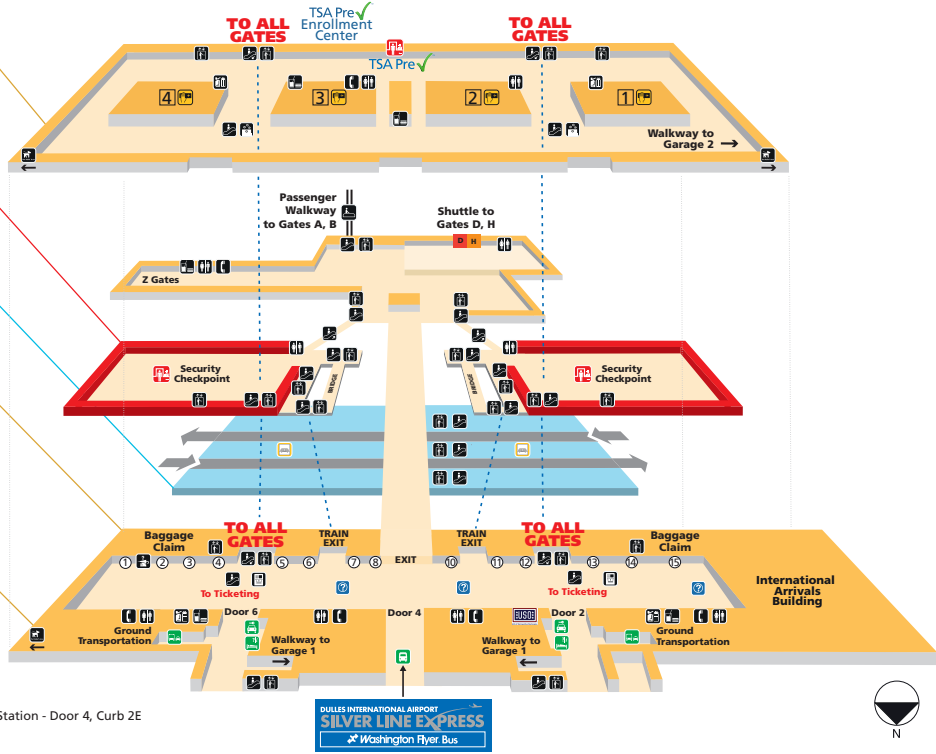 TSA Pre
Enrollment
Center
TO ALL
GATES
TO ALL
GATES
TSA Pre
4
3
2
1
Walkway to
Garage 2
Passenger
Walkway
to Gates A, B
Shuttle to
Gates D, H
D H
Z Gates
Security
Checkpoint
Security
Checkpoint
BRIDGE
BRIDGE
Baggage
Claim
TO ALL
GATES
TRAIN
EXIT
TRAIN
EXIT
TO ALL
GATES
Baggage
Claim
1 2 3 4 5 6 7 8 EXIT 10 11 12 13 14 15
To Ticketing
To Ticketing
International
Arrivals
Building
Door 6
Door 4
Door 2
Ground
Transportation
Walkway to
Garage 1
Walkway to
Garage 1
Ground
Transportation
Station - Door 4, Curb 2E
DULLES INTERNATIONAL AIRPORT
SILVER LINE EXPRESS
Washington Flyer Bus
N